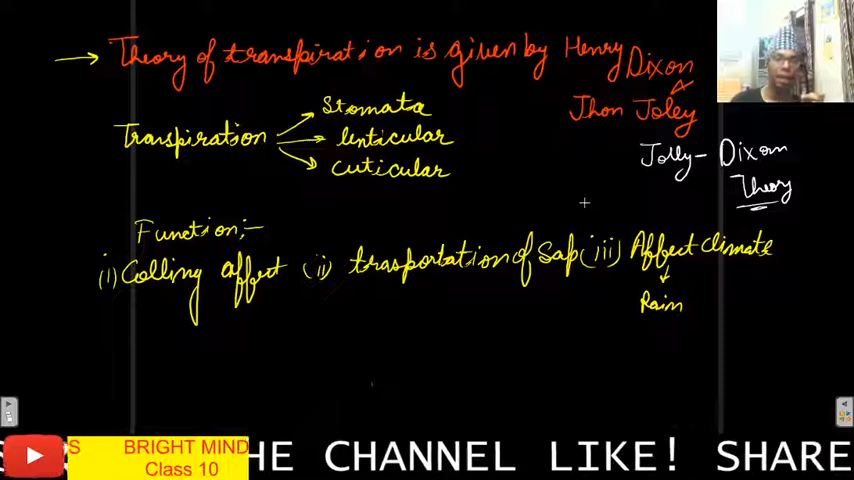 Theory of transpiration is given by Henry Dixon
&
Jhon Joley
Transpiration
Stomata
lenticular
cuticular
Jolly-Dixon
Theory
Function:-
(i) Colling affect (ii) trasportation of Sap (iii) Affect climate
Rain
S BRIGHT MIND
Class 10
HE CHANNEL LIKE! SHARE